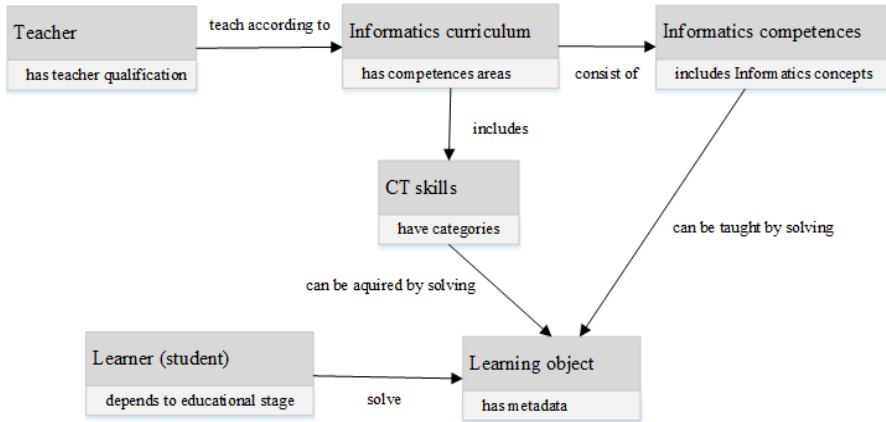 Teacher
has teacher qualification
teach according to
Informatics curriculum
has competences areas
consist of
Informatics competences
includes Informatics concepts
includes
CT skills
have categories
can be taught by solving
can be aquired by solving
Learner (student)
depends to educational stage
solve
Learning object
has metadata